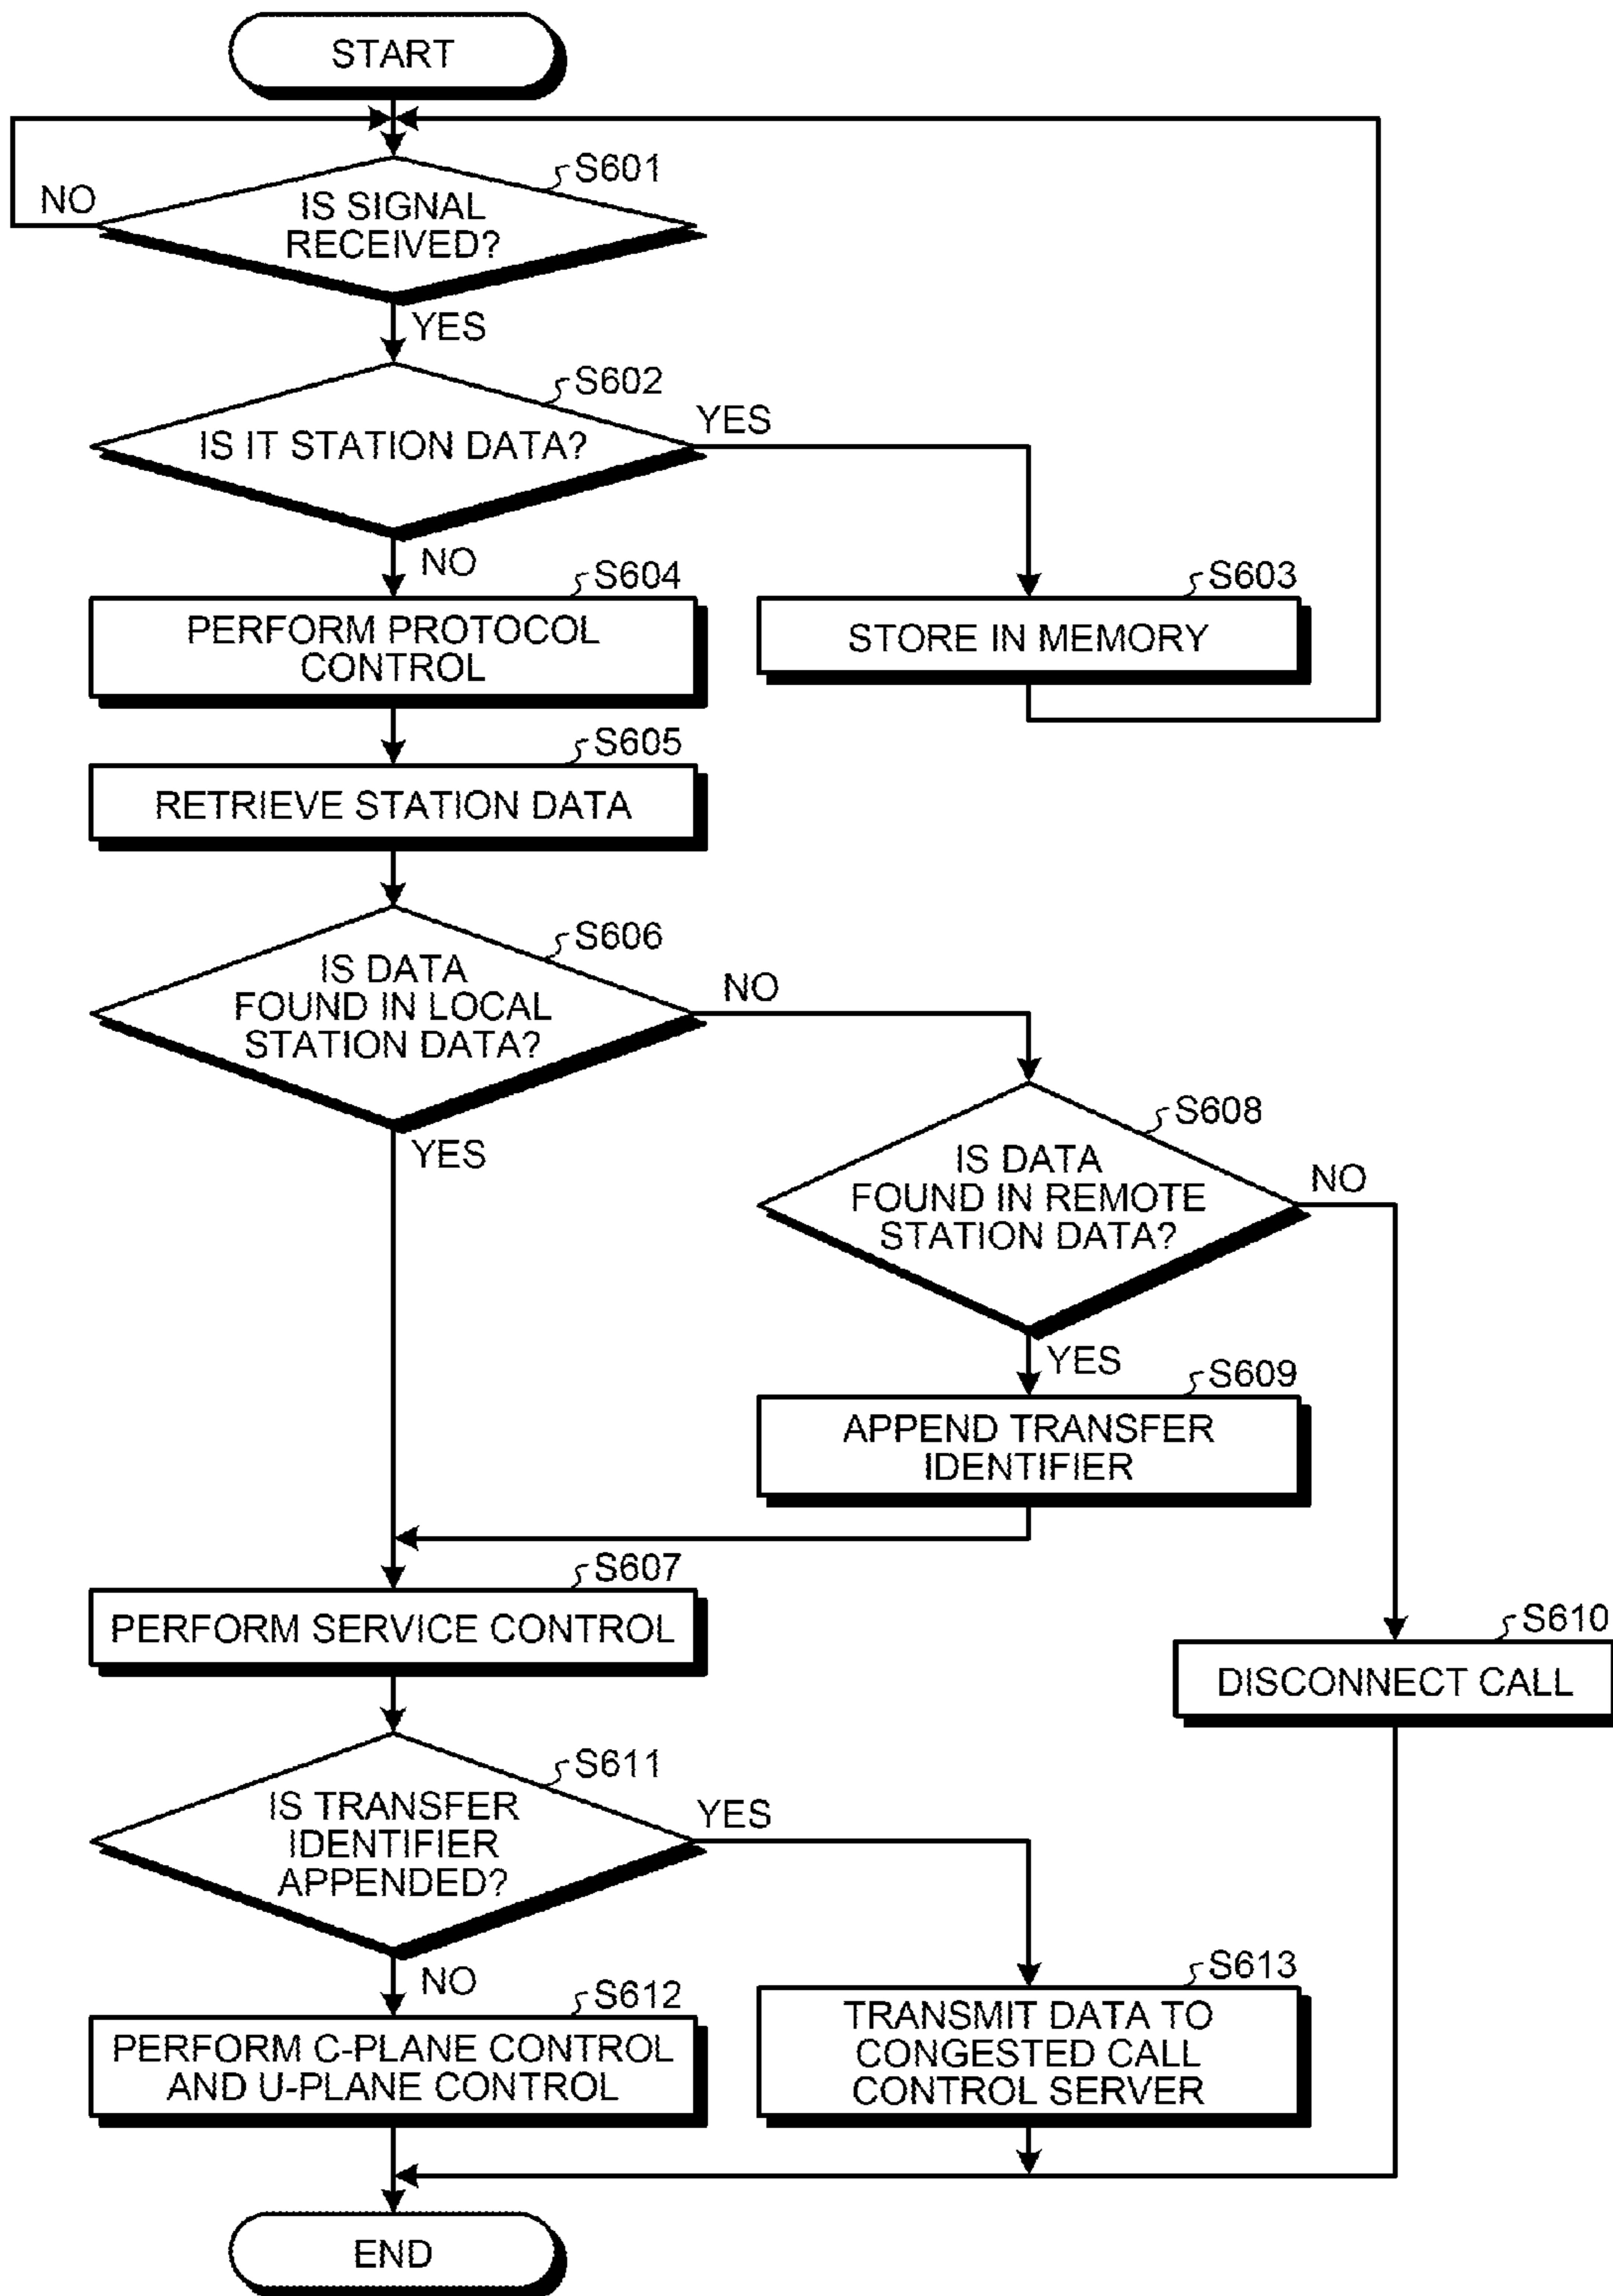 START
S601
NO
IS SIGNAL
RECEIVED?
YES
S602
YES
IS IT STATION DATA?
NO
S604
S603
PERFORM PROTOCOL
CONTROL
STORE IN MEMORY
S605
RETRIEVE STATION DATA
S606
IS DATA
FOUND IN LOCAL
STATION DATA?
NO
YES
S608
IS DATA
FOUND IN REMOTE
STATION DATA?
NO
YES
S609
APPEND TRANSFER
IDENTIFIER
S607
PERFORM SERVICE CONTROL
S610
DISCONNECT CALL
S611
IS TRANSFER
IDENTIFIER
APPENDED?
YES
NO
S612
S613
PERFORM C-PLANE CONTROL
AND U-PLANE CONTROL
TRANSMIT DATA TO
CONGESTED CALL
CONTROL SERVER
END